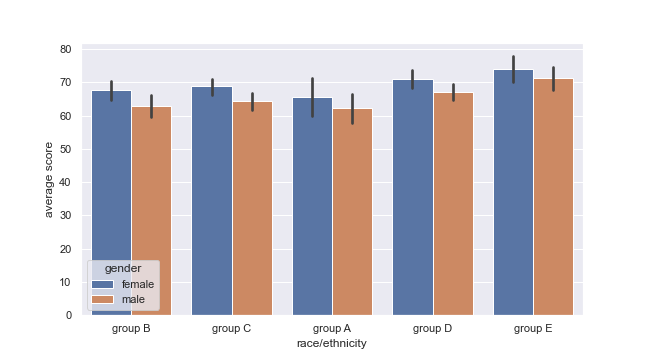 80
70
60
50
40
30
20
10
0
average score
gender
female
male
group B group C group A group D group E
race/ethnicity